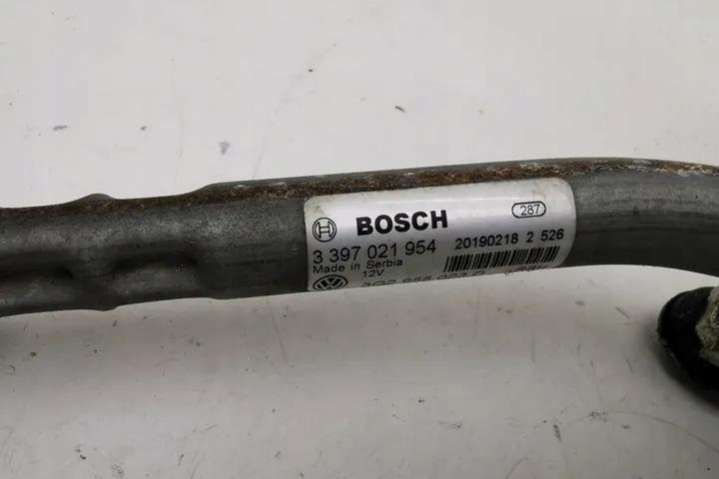 BOSCH
287
3 397 021 954
20190218 2 526
Made in Serbia
12V